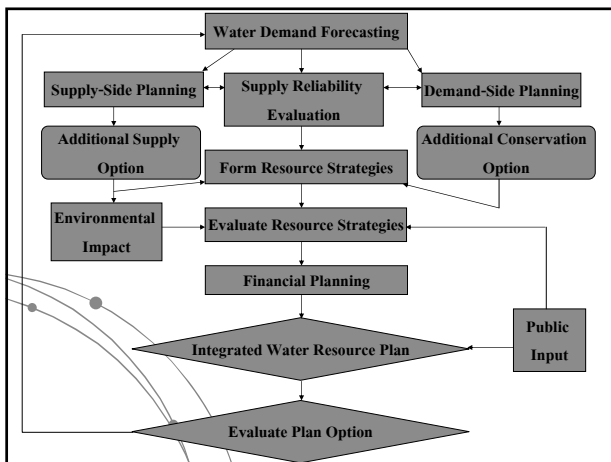 Water Demand Forecasting
Supply-Side Planning
Supply Reliability
Evaluation
Demand-Side Planning
Additional Supply
Option
Additional Conservation
Option
Form Resource Strategies
Environmental
Impact
Evaluate Resource Strategies
Financial Planning
Integrated Water Resource Plan
Public
Input
Evaluate Plan Option